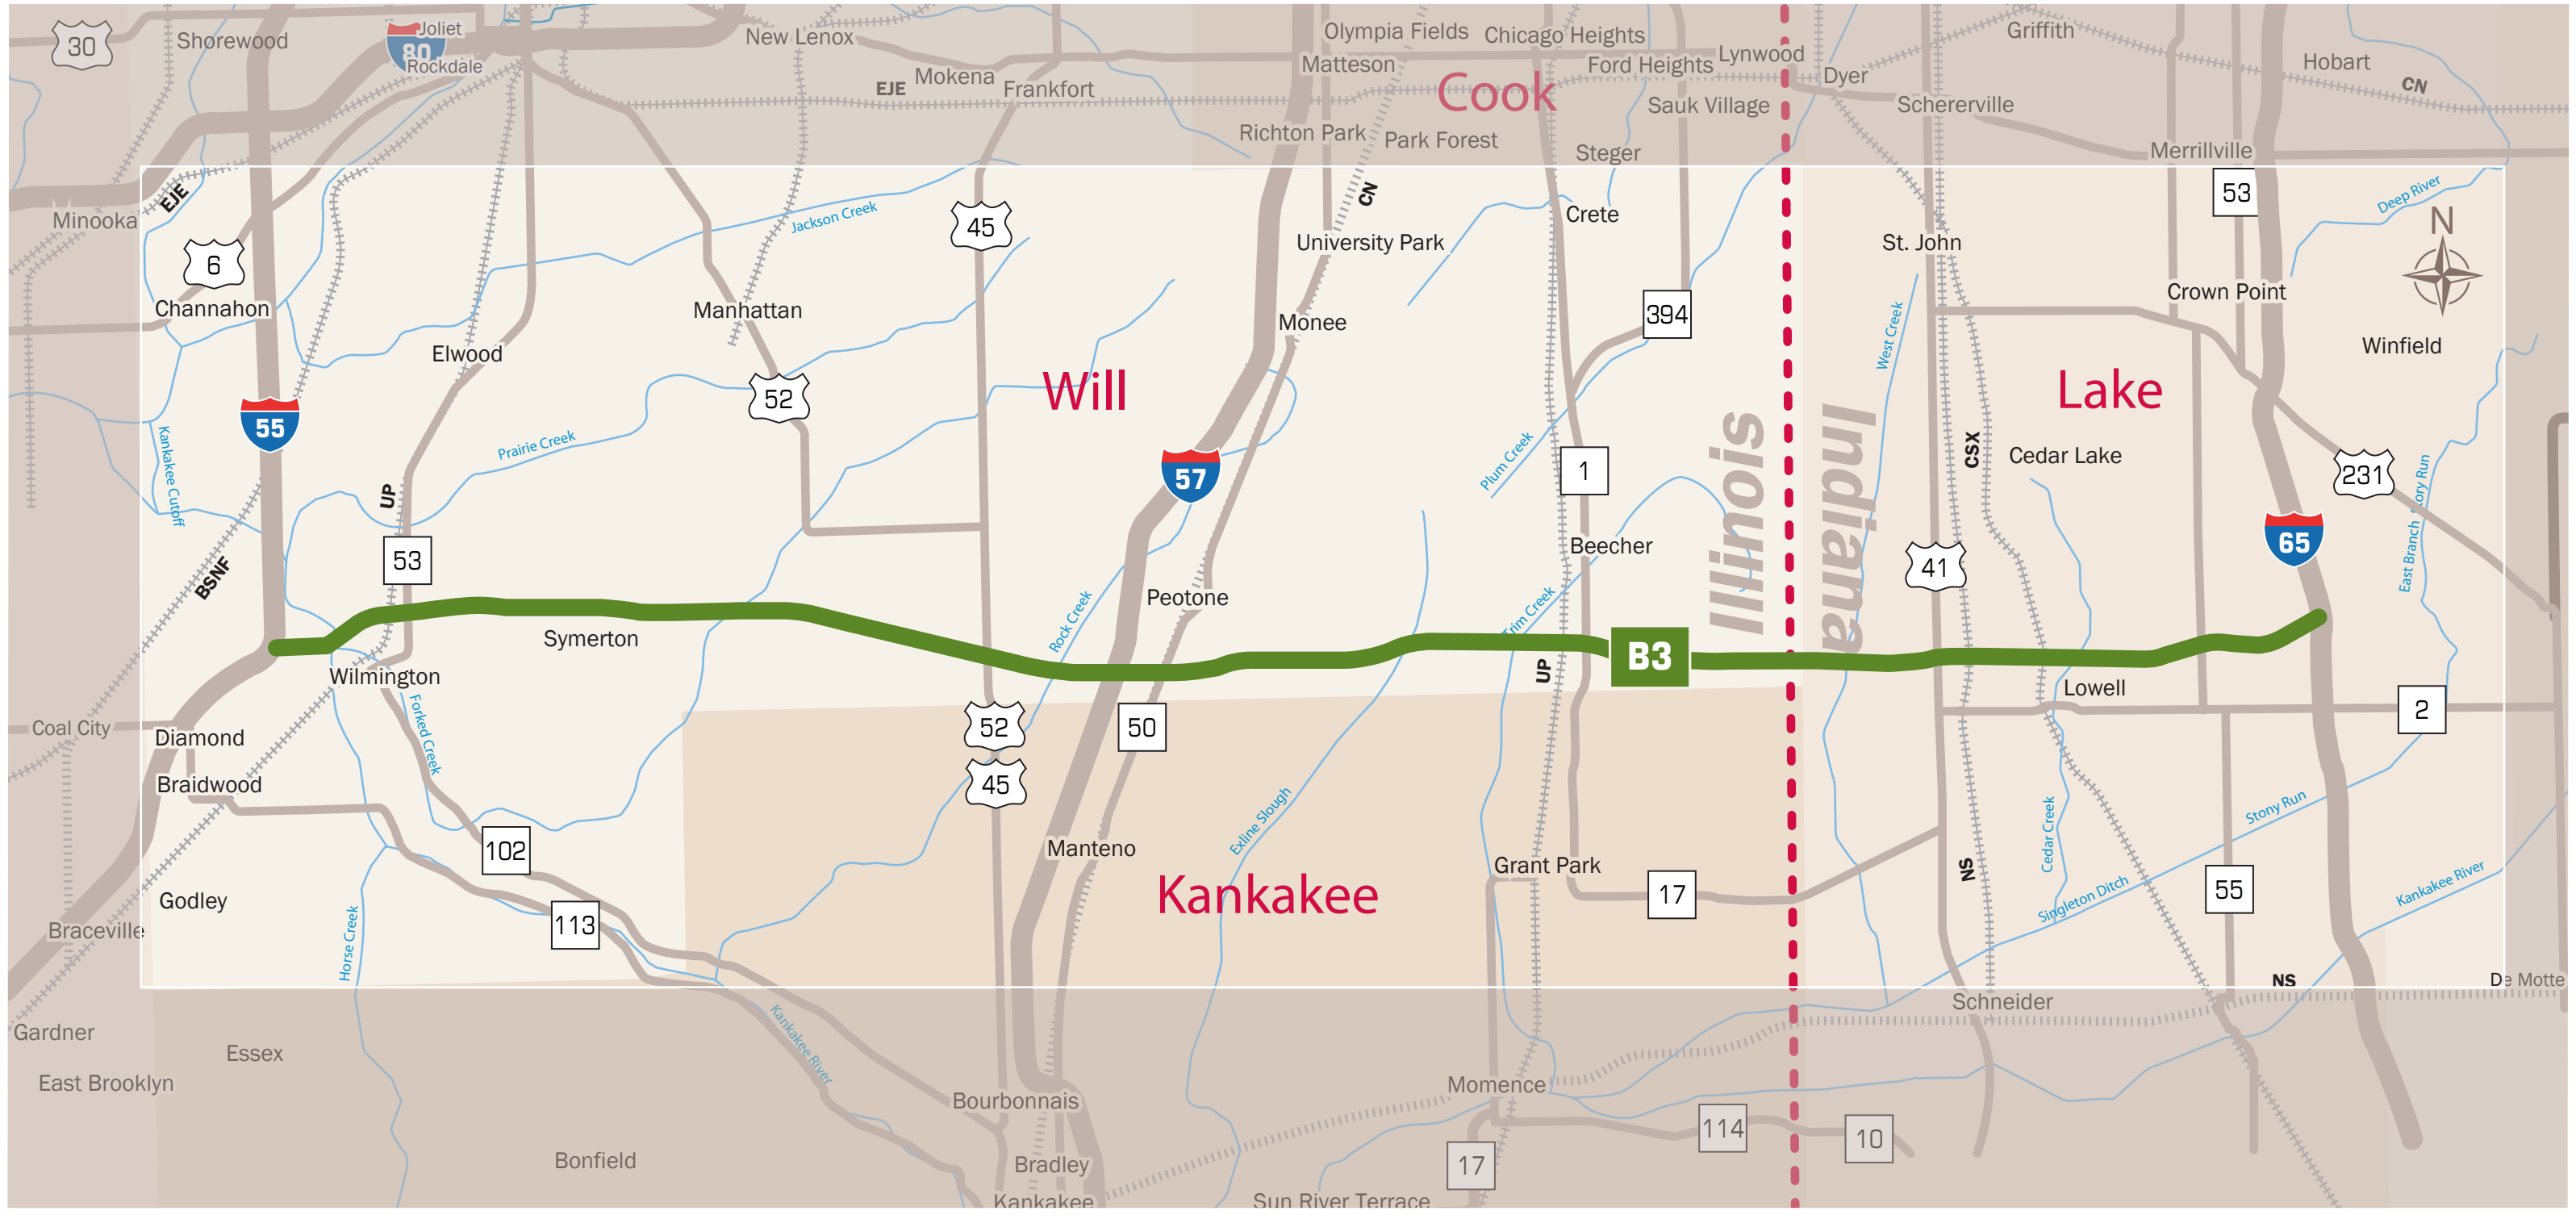 30
Shorewood
Joliet
80
Rockdale
New Lenox
Olympia Fields
Chicago Heights
Griffith
Matteson
Ford Heights
Lynwood
Dyer
Hobart
EJE
Mokena
Frankfort
Cook
Sauk Village
Schererville
CN
Richton Park
Park Forest
Steger
Merrillville
Minooka
EJE
Jackson Creek
45
CN
Crete
53
Deep River
N
6
University Park
St. John
Channahon
Manhattan
Monee
394
Crown Point
Elwood
West Creek
Winfield
52
Will
Lake
55
Kankakee Cutoff
Prairie Creek
57
Plum Creek
1
Illinois
Indiana
CSX
Cedar Lake
231
UP
BSNF
53
Beecher
41
65
East Branch Stony Run
Rock Creek
Peotone
Trim Creek
Symerton
B3
Wilmington
UP
Lowell
Forked Creek
52
50
2
Coal City
Diamond
Braidwood
45
Exline Slough
Stony Run
102
Manteno
Grant Park
NS
Cedar Creek
Kankakee
17
Singleton Ditch
55
Kankakee River
Godley
113
Braceville
Horse Creek
NS
De Motte
Schneider
Gardner
Essex
Kankakee River
East Brooklyn
Momence
Bourbonnais
114
10
Bonfield
Bradley
17
Kankakee
Sun River Terrace